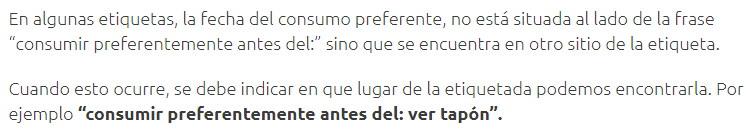 En algunas etiquetas, la fecha del consumo preferente, no está situada al lado de la frase
“consumir preferentemente antes del:” sino que se encuentra en otro sitio de la etiqueta.
Cuando esto ocurre, se debe indicar en que lugar de la etiquetada podemos encontrarla. Por
ejemplo “consumir preferentemente antes del: ver tapón”.